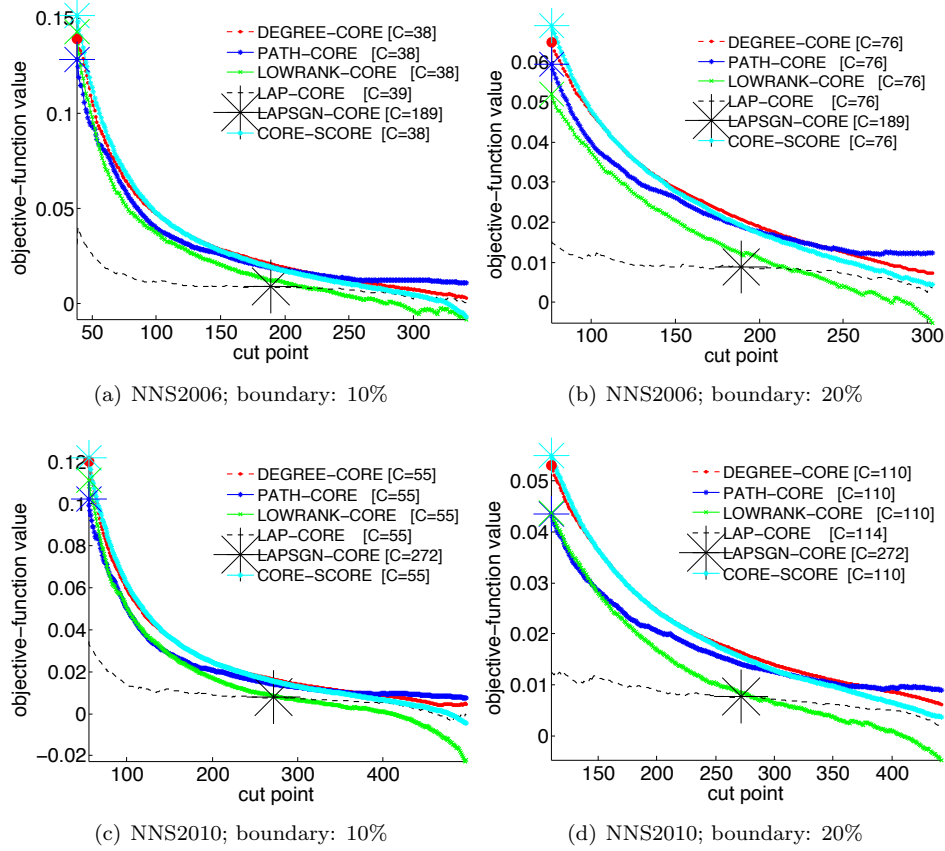 0.15
0.1
0.05
0
50
100
150
200
250
300
objective−function value
cut point
DEGREE−CORE [C=38]
PATH−CORE [C=38]
LOWRANK−CORE [C=38]
LAP−CORE [C=39]
LAPSGN−CORE [C=189]
CORE−SCORE [C=38]
(a) NNS2006; boundary: 10%
0.06
0.05
0.04
0.03
0.02
0.01
0
100
150
200
250
300
objective−function value
cut point
DEGREE−CORE [C=76]
PATH−CORE [C=76]
LOWRANK−CORE [C=76]
LAP−CORE [C=76]
LAPSGN−CORE [C=189]
CORE−SCORE [C=76]
(b) NNS2006; boundary: 20%
0.12
0.1
0.08
0.06
0.04
0.02
0
−0.02
100
200
300
400
objective−function value
cut point
DEGREE−CORE [C=55]
PATH−CORE [C=55]
LOWRANK−CORE [C=55]
LAP−CORE [C=55]
LAPSGN−CORE [C=272]
CORE−SCORE [C=55]
(c) NNS2010; boundary: 10%
0.05
0.04
0.03
0.02
0.01
0
150
200
250
300
350
400
objective−function value
cut point
DEGREE−CORE [C=110]
PATH−CORE [C=110]
LOWRANK−CORE [C=110]
LAP−CORE [C=114]
LAPSGN−CORE [C=272]
CORE−SCORE [C=110]
(d) NNS2010; boundary: 20%